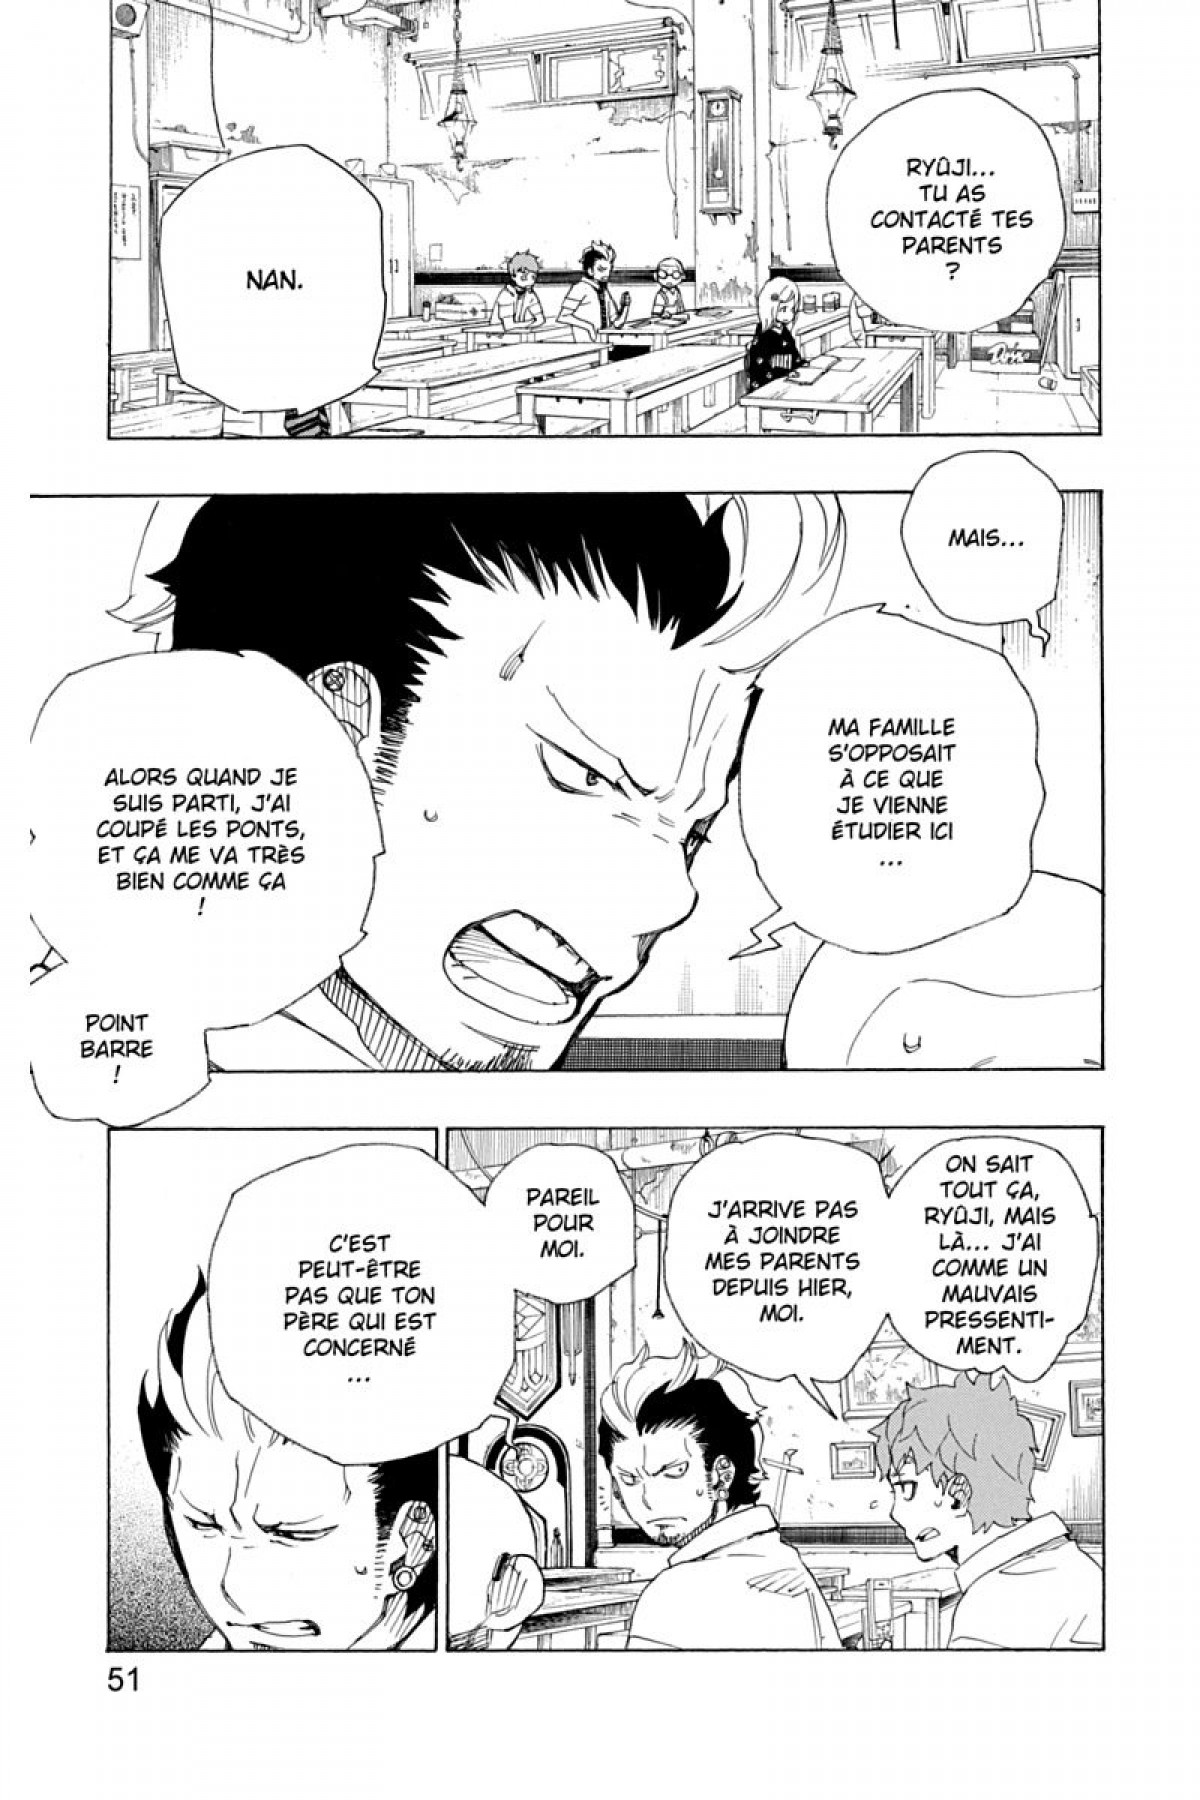 RYÛJI...
TU AS
CONTACTÉ TES
PARENTS
?
NAN.
MAIS...
MA FAMILLE
S'OPPOSAIT
À CE QUE
JE VIENNE
ÉTUDIER ICI
...
ALORS QUAND JE
SUIS PARTI, J'AI
COUPÉ LES PONTS,
ET ÇA ME VA TRÈS
BIEN COMME ÇA
!
POINT
BARRE
!
ON SAIT
TOUT ÇA,
RYÛJI, MAIS
LÀ... J'AI
COMME UN
MAUVAIS
PRESSENTI-
MENT.
J'ARRIVE PAS
À JOINDRE
MES PARENTS
DEPUIS HIER,
MOI.
PAREIL
POUR
MOI.
C'EST
PEUT-ÊTRE
PAS QUE TON
PÈRE QUI EST
CONCERNÉ
...
51